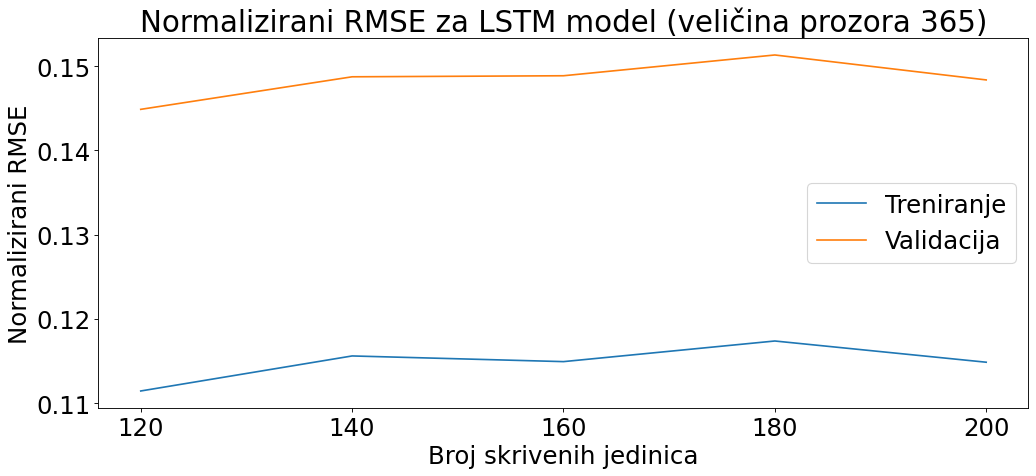 Normalizirani RMSE za LSTM model (veličina prozora 365)
Normalizirani RMSE
0.15
0.14
0.13
0.12
0.11
Treniranje
Validacija
120 140 160 180 200
Broj skrivenih jedinica